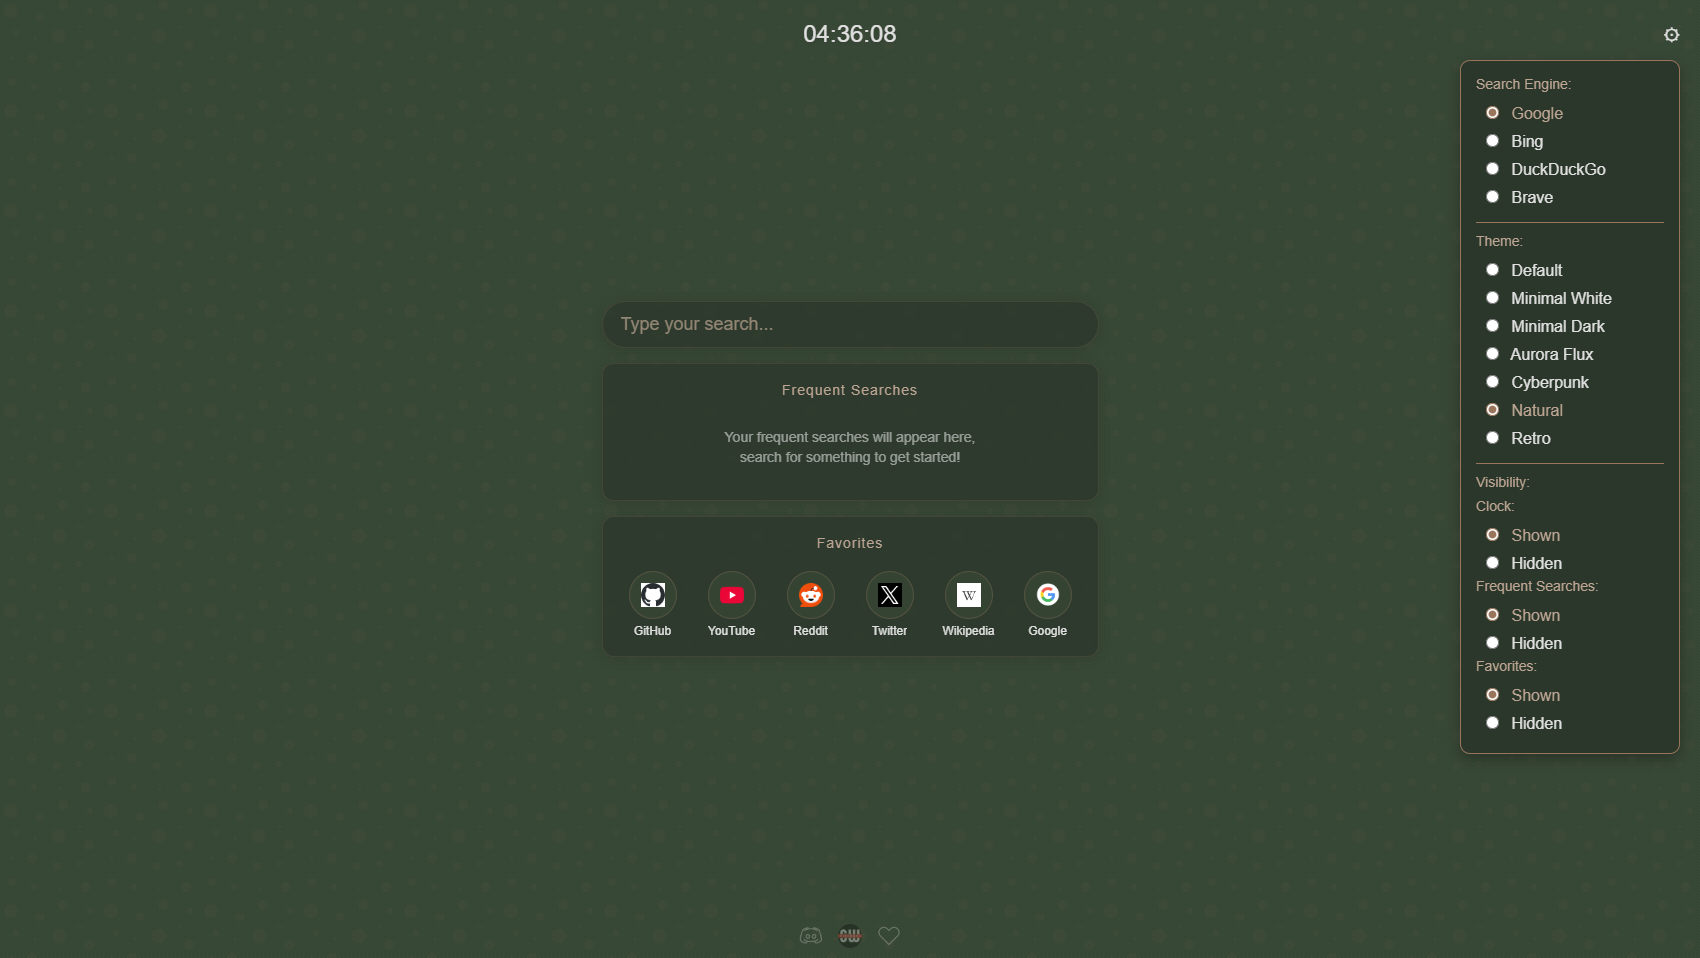 04:36:08
Search Engine:
Google
Bing
DuckDuckGo
Brave
Theme:
Default
Minimal White
Minimal Dark
Aurora Flux
Cyberpunk
Natural
Retro
Visibility:
Clock:
Shown
Hidden
Frequent Searches:
Shown
Hidden
Favorites:
Shown
Hidden
Type your search...
Frequent Searches
Your frequent searches will appear here,
search for something to get started!
Favorites
W
GitHub YouTube Reddit Twitter Wikipedia Google